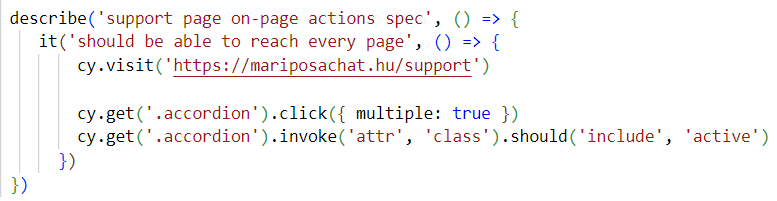 describe('support page on-page actions spec', () => {
    it('should be able to reach every page', () => {
        cy.visit('https://mariposachat.hu/support')

        cy.get('.accordion').click({ multiple: true })
        cy.get('.accordion').invoke('attr', 'class').should('include', 'active')
    })
})